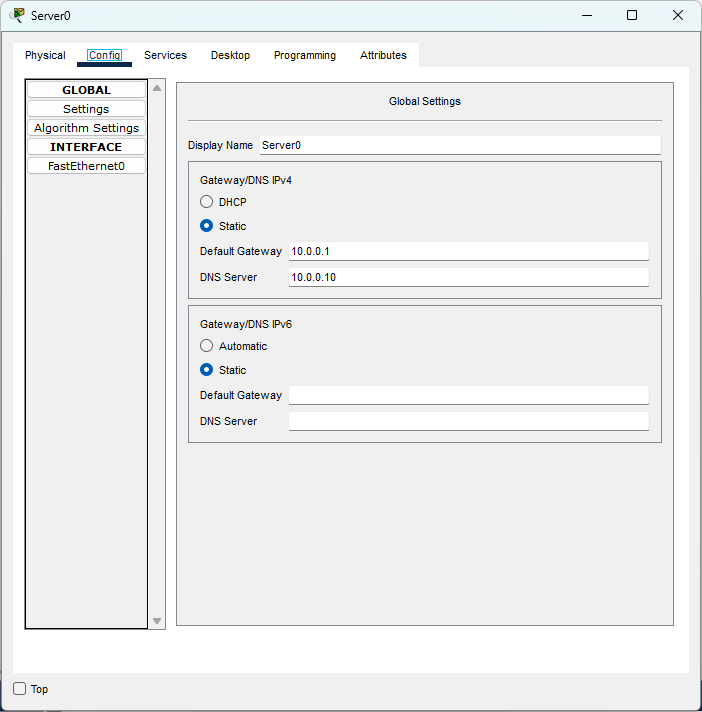 Server0
Physical Config Services Desktop Programming Attributes
GLOBAL
Settings
Algorithm Settings
INTERFACE
FastEthernet0
Global Settings
Display Name Server0
Gateway/DNS IPv4
DHCP
Static
Default Gateway 10.0.0.1
DNS Server 10.0.0.10
Gateway/DNS IPv6
Automatic
Static
Default Gateway
DNS Server
Top